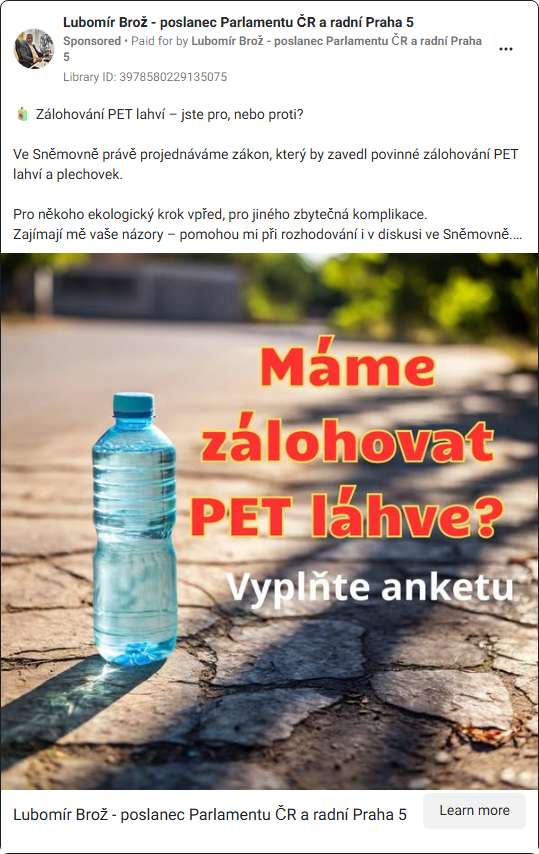 Lubomír Brož - poslanec Parlamentu ČR a radní Praha 5
Sponsored • Paid for by Lubomír Brož - poslanec Parlamentu ČR a radní Praha
5
Library ID: 3978580229135075
Zálohování PET lahví – jste pro, nebo proti?
Ve Sněmovně právě projednáváme zákon, který by zavedl povinné zálohování PET
lahví a plechovek.
Pro někoho ekologický krok vpřed, pro jiného zbytečná komplikace.
Zajímají mě vaše názory – pomohou mi při rozhodování i v diskusi ve Sněmovně....
Máme
zálohovat
PET láhve?
Vyplňte anketu
Lubomír Brož - poslanec Parlamentu ČR a radní Praha 5
Learn more